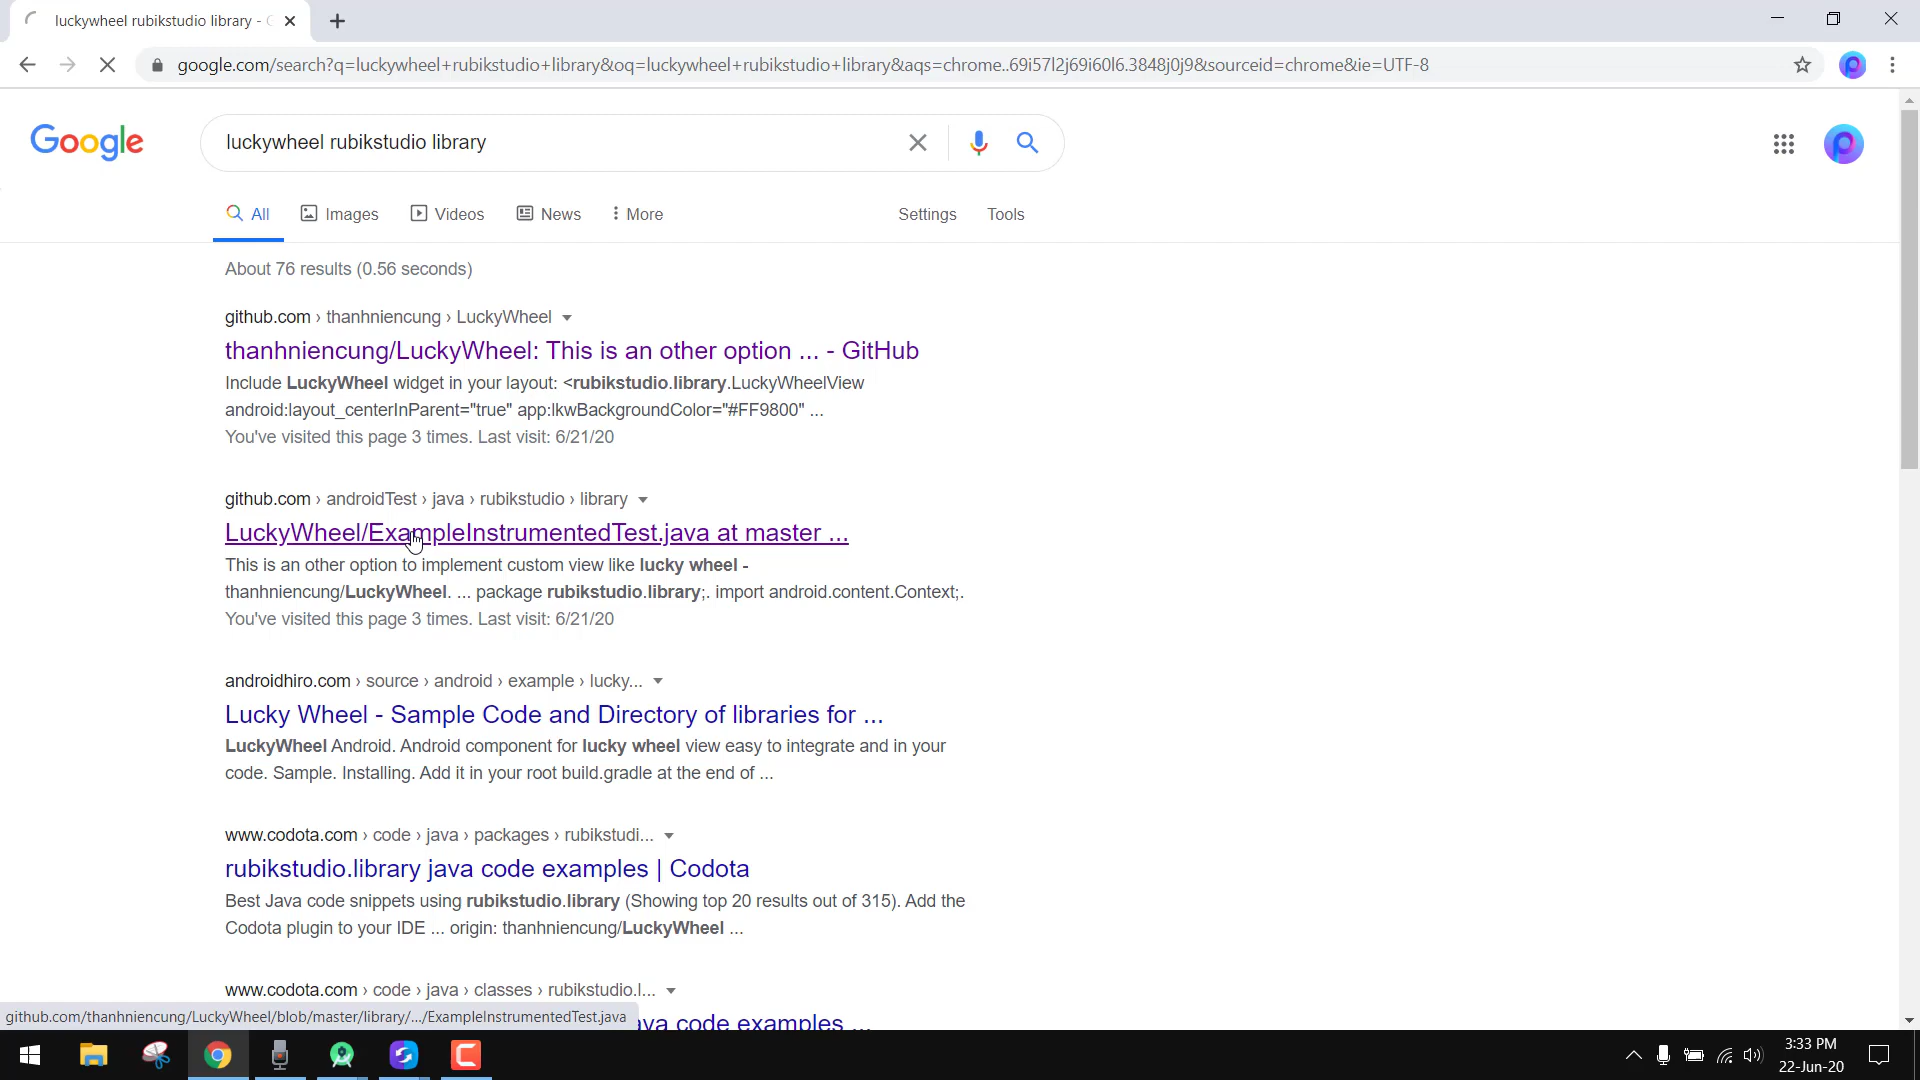 luckywheel rubikstudio library -
google.com/search?q=luckywheel+rubikstudio+library&oq=luckywheel+rubikstudio+library&aqs=chrome..69i57l2j69i60l6.3848j0j9&sourceid=chrome&ie=UTF-8
Google
luckywheel rubikstudio library
All Images Videos News More Settings Tools
About 76 results (0.56 seconds)
github.com › thanhniencung › LuckyWheel
thanhniencung/LuckyWheel: This is an other option ... - GitHub
Include LuckyWheel widget in your layout: <rubikstudio.library.LuckyWheelView
android:layout_centerInParent="true" app:lkwBackgroundColor="#FF9800" ...
You've visited this page 3 times. Last visit: 6/21/20
github.com › androidTest › java › rubikstudio › library
LuckyWheel/ExampleInstrumentedTest.java at master ...
This is an other option to implement custom view like lucky wheel -
thanhniencung/LuckyWheel. ... package rubikstudio.library;. import android.content.Context;.
You've visited this page 3 times. Last visit: 6/21/20
androidhiro.com › source › android › example › lucky...
Lucky Wheel - Sample Code and Directory of libraries for ...
LuckyWheel Android. Android component for lucky wheel view easy to integrate and in your
code. Sample. Installing. Add it in your root build.gradle at the end of ...
www.codota.com › code › java › packages › rubikstudi...
rubikstudio.library java code examples | Codota
Best Java code snippets using rubikstudio.library (Showing top 20 results out of 315). Add the
Codota plugin to your IDE ... origin: thanhniencung/LuckyWheel ...
www.codota.com › code › java › classes › rubikstudio.l...
java code examples ...
github.com/thanhniencung/LuckyWheel/blob/master/library/.../ExampleInstrumentedTest.java
3:33 PM
22-Jun-20